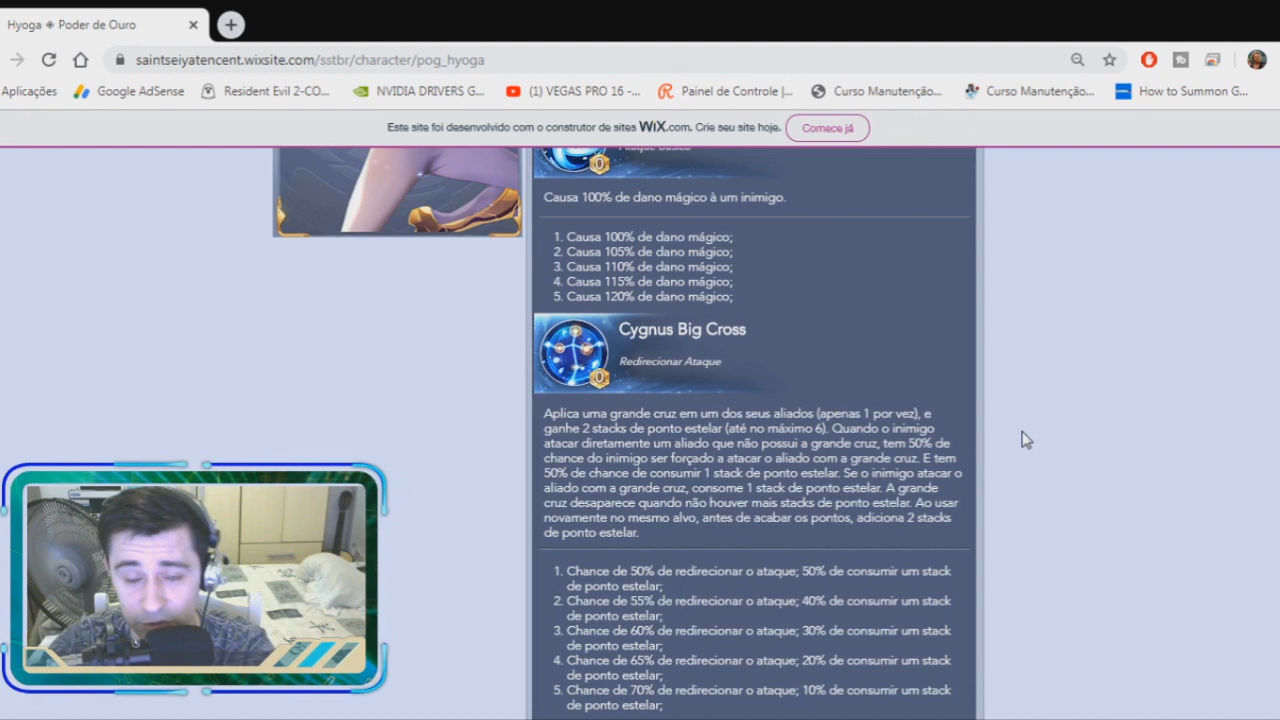 Hyoga ◈ Poder de Ouro
saintseiyatencent.wixsite.com/sstbr/character/pog_hyoga
Aplicações
Google AdSense
Resident Evil 2-CO...
NVIDIA DRIVERS G...
(1) VEGAS PRO 16 -...
Painel de Controle |...
Curso Manutenção...
Curso Manutenção...
How to Summon G...
Este site foi desenvolvido com o construtor de sites WiX.com. Crie seu site hoje.
Comece já
Ataque Básico
0
Causa 100% de dano mágico à um inimigo.
1. Causa 100% de dano mágico;
2. Causa 105% de dano mágico;
3. Causa 110% de dano mágico;
4. Causa 115% de dano mágico;
5. Causa 120% de dano mágico;
Cygnus Big Cross
Redirecionar Ataque
0
Aplica uma grande cruz em um dos seus aliados (apenas 1 por vez), e
ganhe 2 stacks de ponto estelar (até no máximo 6). Quando o inimigo
atacar diretamente um aliado que não possui a grande cruz, tem 50% de
chance do inimigo ser forçado a atacar o aliado com a grande cruz. E tem
50% de chance de consumir 1 stack de ponto estelar. Se o inimigo atacar o
aliado com a grande cruz, consome 1 stack de ponto estelar. A grande
cruz desaparece quando não houver mais stacks de ponto estelar. Ao usar
novamente no mesmo alvo, antes de acabar os pontos, adiciona 2 stacks
de ponto estelar.
1. Chance de 50% de redirecionar o ataque; 50% de consumir um stack
de ponto estelar;
2. Chance de 55% de redirecionar o ataque; 40% de consumir um stack
de ponto estelar;
3. Chance de 60% de redirecionar o ataque; 30% de consumir um stack
de ponto estelar;
4. Chance de 65% de redirecionar o ataque; 20% de consumir um stack
de ponto estelar;
5. Chance de 70% de redirecionar o ataque; 10% de consumir um stack
de ponto estelar;